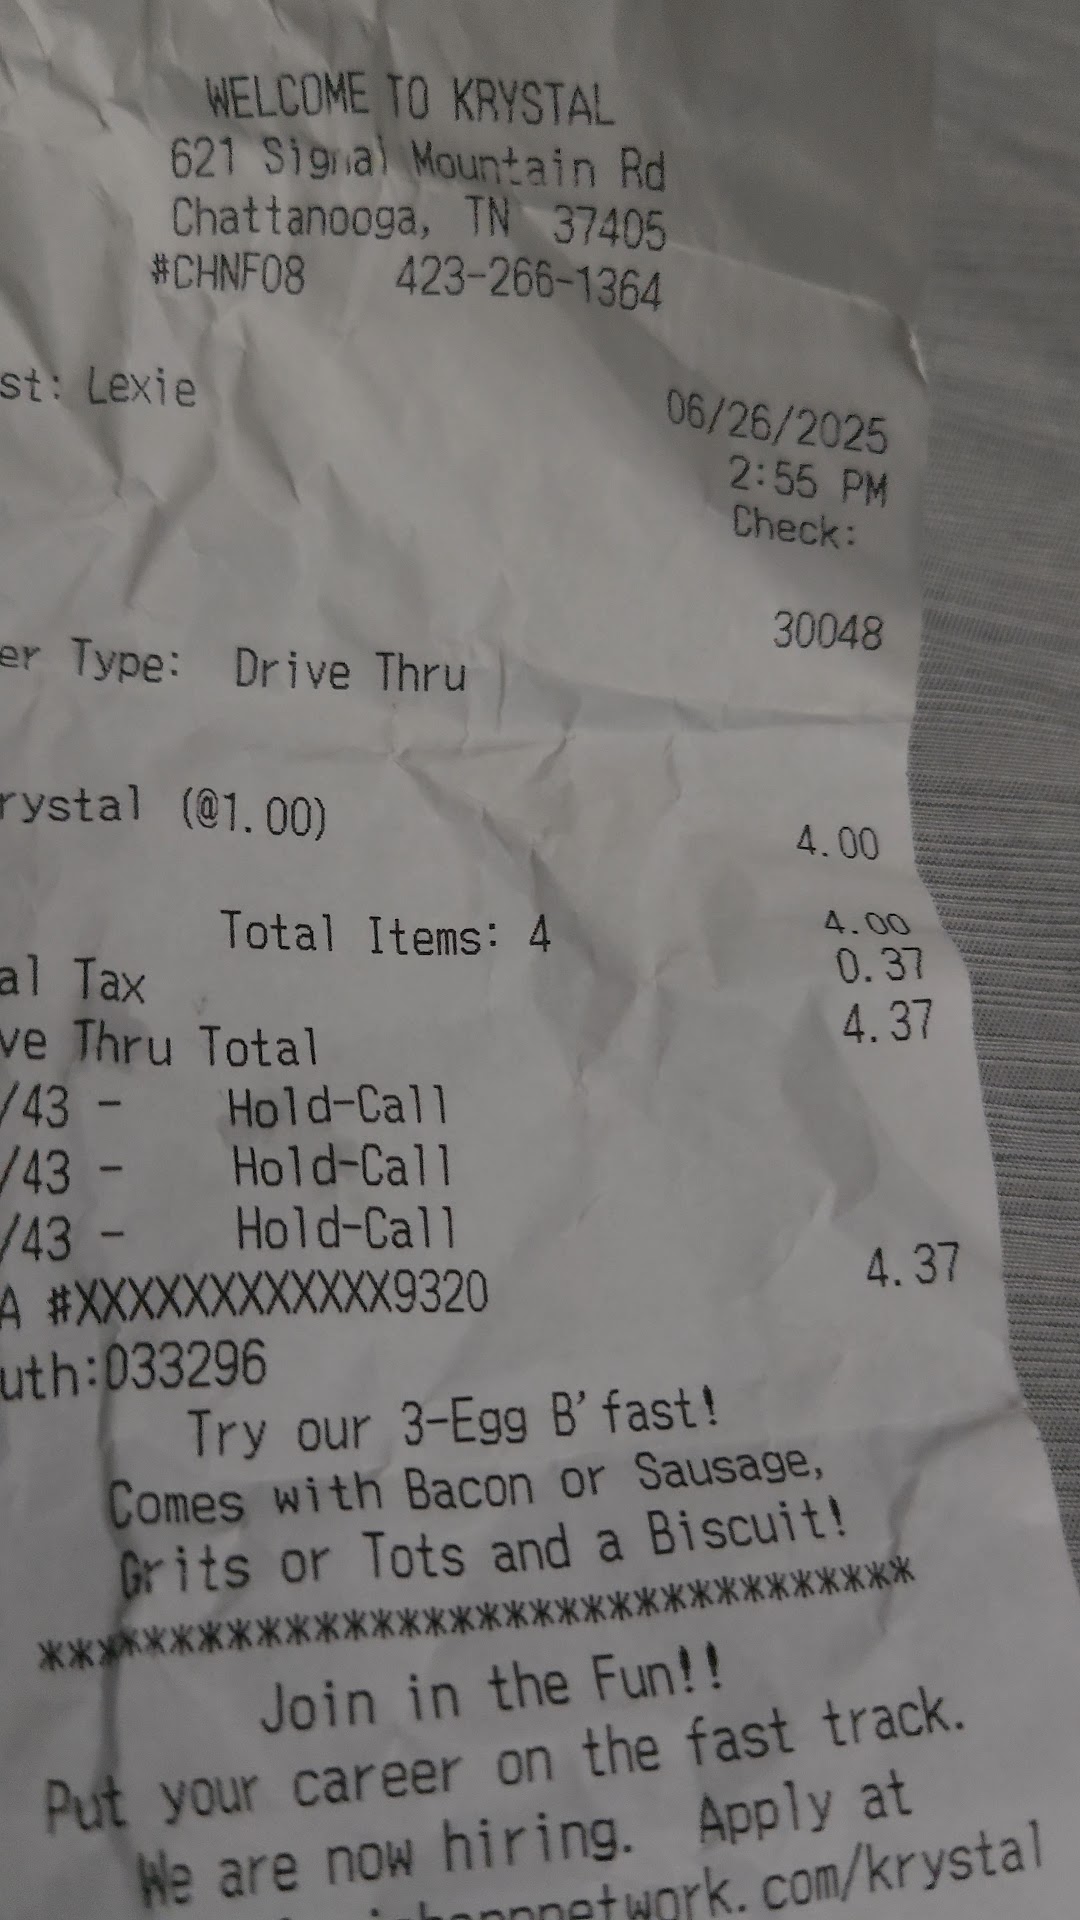 WELCOME TO KRYSTAL
621 Signal Mountain Rd
Chattanooga, TN 37405
#CHNF08 423-266-1364
st: Lexie
06/26/2025
2:55 PM
Check:
30048
er Type: Drive Thru
rystal (@1.00) 4.00
Total Items: 4 4.00
al Tax 0.37
ve Thru Total 4.37
/43 - Hold-Call
/43 - Hold-Call
/43 - Hold-Call
A #XXXXXXXXXXXX9320 4.37
uth:033296
Try our 3-Egg B'fast!
Comes with Bacon or Sausage,
Grits or Tots and a Biscuit!
********************************
Join in the Fun!!
Put your career on the fast track.
We are now hiring. Apply at
network.com/krystal